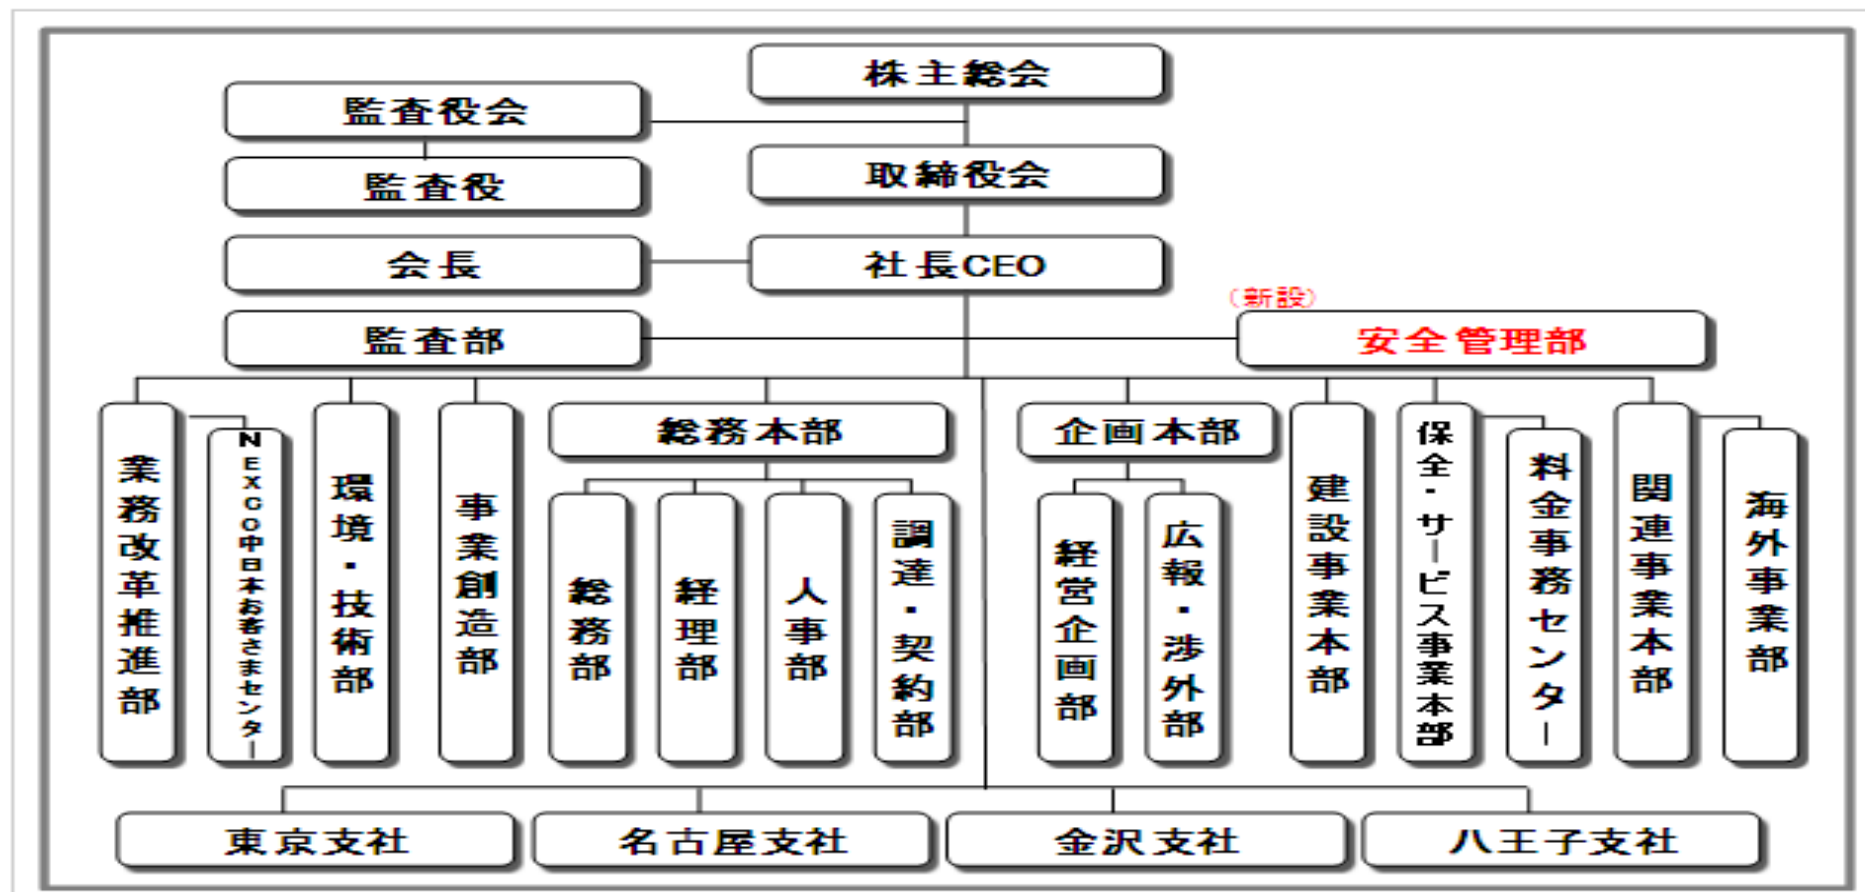 株主総会
監査役会
取締役会
監査役
会長
社長CEO
(新設)
監査部
安全管理部
業務改革推進部
NEXCO中日本お客さまセンター
環境・技術部
事業創造部
総務本部
総務部
経理部
人事部
調達・契約部
企画本部
経営企画部
広報・渉外部
建設事業本部
保全・サービス事業本部
料金事務センター
関連事業本部
海外事業部
東京支社
名古屋支社
金沢支社
八王子支社